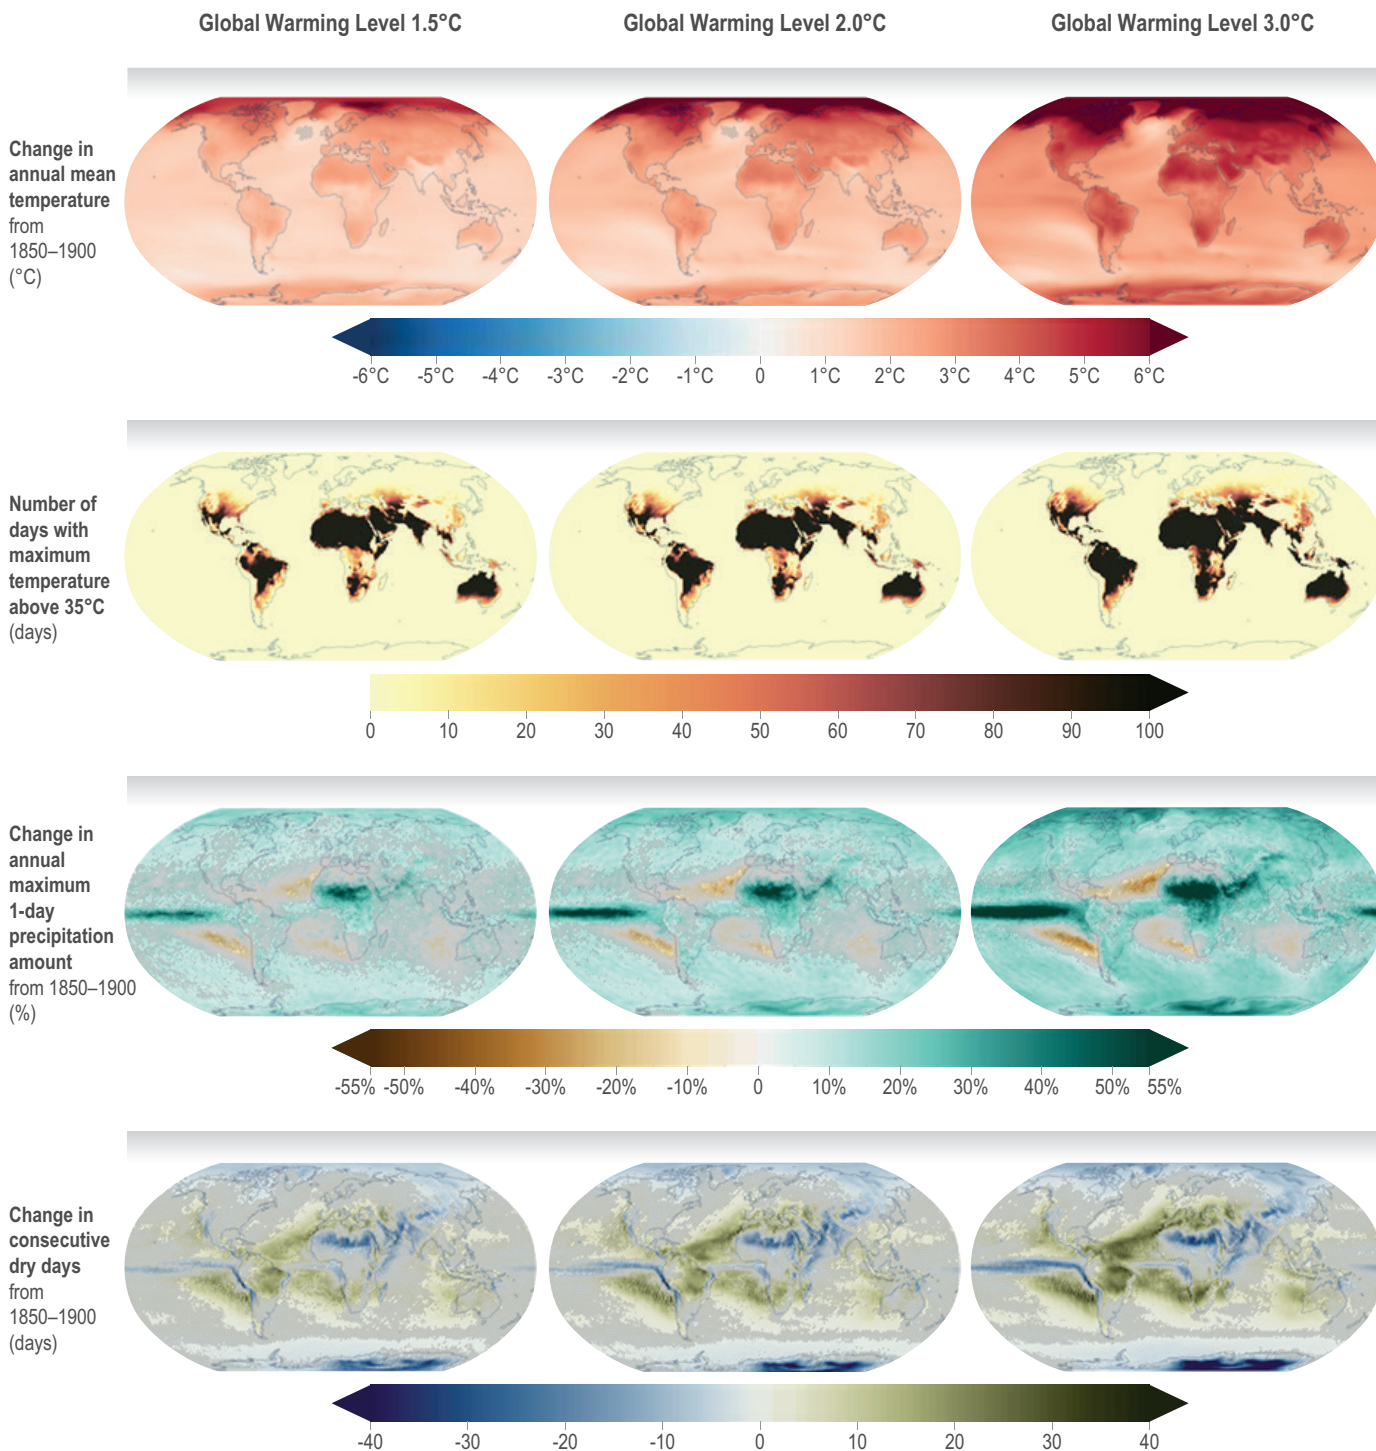 Global Warming Level 1.5°C
Global Warming Level 2.0°C
Global Warming Level 3.0°C
Change in
annual mean
temperature
from
1850–1900
(°C)
-6°C -5°C -4°C -3°C -2°C -1°C 0 1°C 2°C 3°C 4°C 5°C 6°C
Number of
days with
maximum
temperature
above 35°C
(days)
0 10 20 30 40 50 60 70 80 90 100
Change in
annual
maximum
1-day
precipitation
amount
from 1850–1900
(%)
-55% -50% -40% -30% -20% -10% 0 10% 20% 30% 40% 50% 55%
Change in
consecutive
dry days
from
1850–1900
(days)
-40 -30 -20 -10 0 10 20 30 40